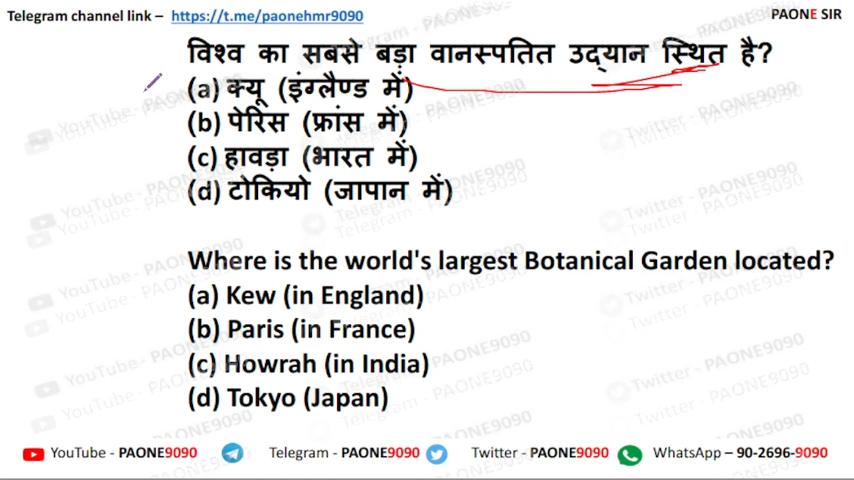 Telegram channel link – https://t.me/paonehmr9090
PAONE SIR
विश्व का सबसे बड़ा वानस्पतित उद्यान स्थित है?
(a) क्यू (इंग्लैण्ड में)
(b) पेरिस (फ्रांस में)
(c) हावड़ा (भारत में)
(d) टोकियो (जापान में)
Where is the world's largest Botanical Garden located?
(a) Kew (in England)
(b) Paris (in France)
(c) Howrah (in India)
(d) Tokyo (Japan)
YouTube - PAONE9090 Telegram - PAONE9090 Twitter - PAONE9090 WhatsApp – 90-2696-9090